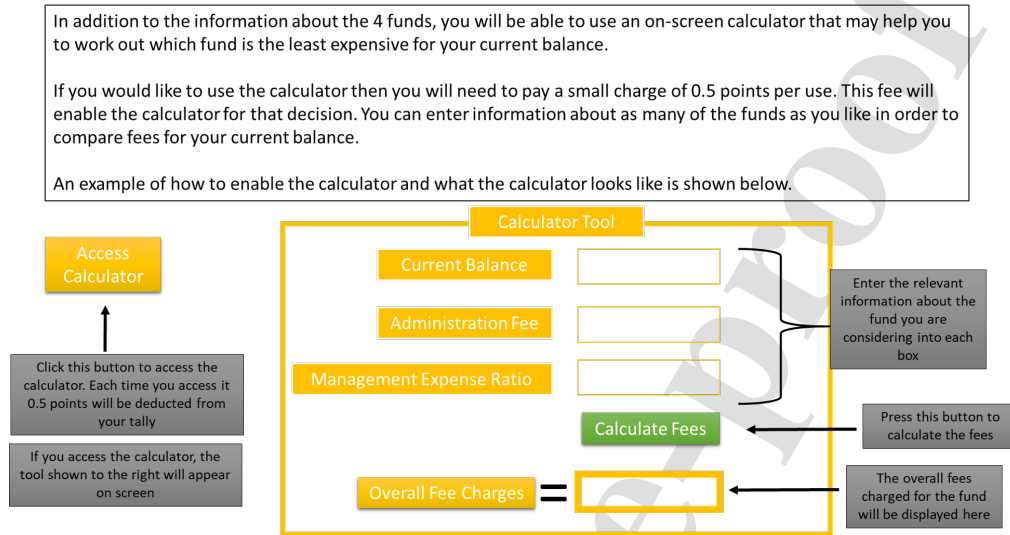 In addition to the information about the 4 funds, you will be able to use an on-screen calculator that may help you
to work out which fund is the least expensive for your current balance.
If you would like to use the calculator then you will need to pay a small charge of 0.5 points per use. This fee will
enable the calculator for that decision. You can enter information about as many of the funds as you like in order to
compare fees for your current balance.
An example of how to enable the calculator and what the calculator looks like is shown below.
Calculator Tool
Access
Calculator
Current Balance
Administration Fee
Management Expense Ratio
Enter the relevant
information about the
fund you are
considering into each
box
Click this button to access the
calculator. Each time you access it
0.5 points will be deducted from
your tally
Calculate Fees
Press this button to
calculate the fees
If you access the calculator, the
tool shown to the right will appear
on screen
Overall Fee Charges =
The overall fees
charged for the fund
will be displayed here
e-proof